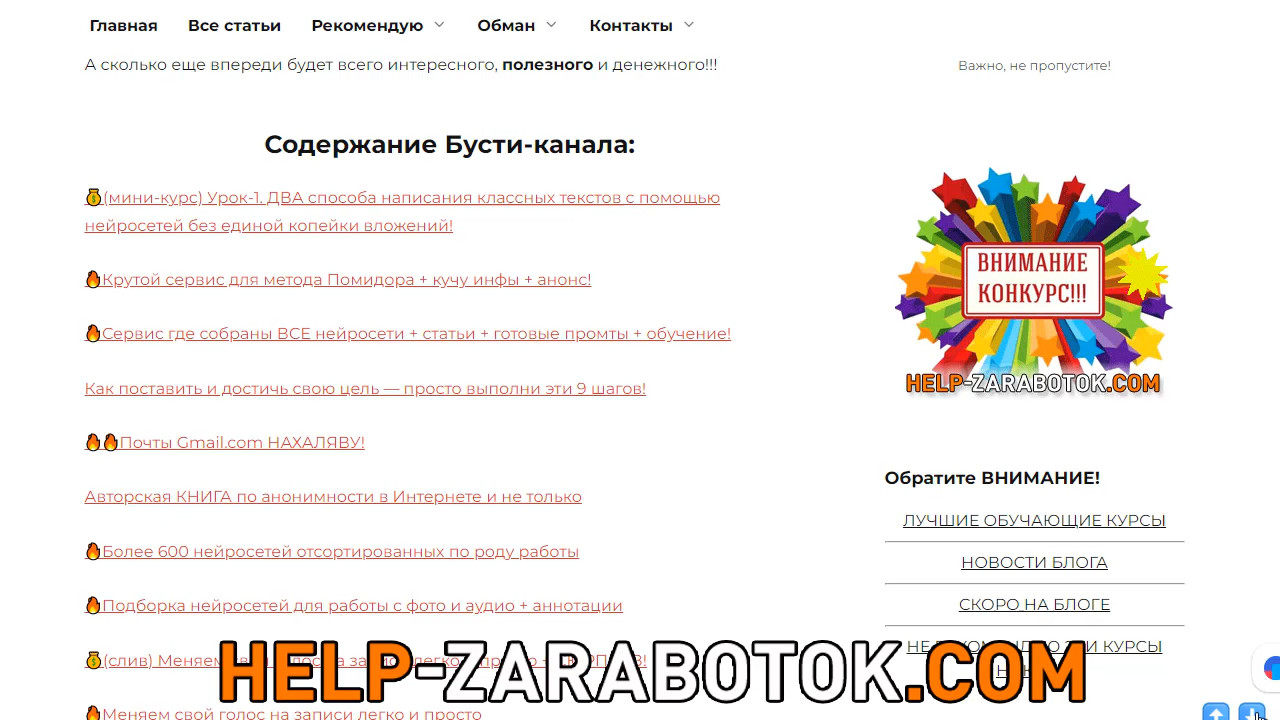 Главная Все статьи Рекомендую Обман Контакты
А сколько еще впереди будет всего интересного, полезного и денежного!!!
Содержание Бусти-канала:
(мини-курс) Урок-1. ДВА способа написания классных текстов с помощью
нейросетей без единой копейки вложений!
Крутой сервис для метода Помидора + кучу инфы + анонс!
Сервис где собраны ВСЕ нейросети + статьи + готовые промты + обучение!
Как поставить и достичь свою цель — просто выполни эти 9 шагов!
Почты Gmail.com НАХАЛЯВУ!
Авторская КНИГА по анонимности в Интернете и не только
Более 600 нейросетей отсортированных по роду работы
Подборка нейросетей для работы с фото и аудио + аннотации
(слив) Меняем
Меняем свой голос на записи легко и просто
Важно, не пропустите!
ВНИМАНИЕ
КОНКУРС!!!
HELP-ZARABOTOK.COM
Обратите ВНИМАНИЕ!
ЛУЧШИЕ ОБУЧАЮЩИЕ КУРСЫ
НОВОСТИ БЛОГА
СКОРО НА БЛОГЕ
КУРСЫ
HELP-ZARABOTOK.COM